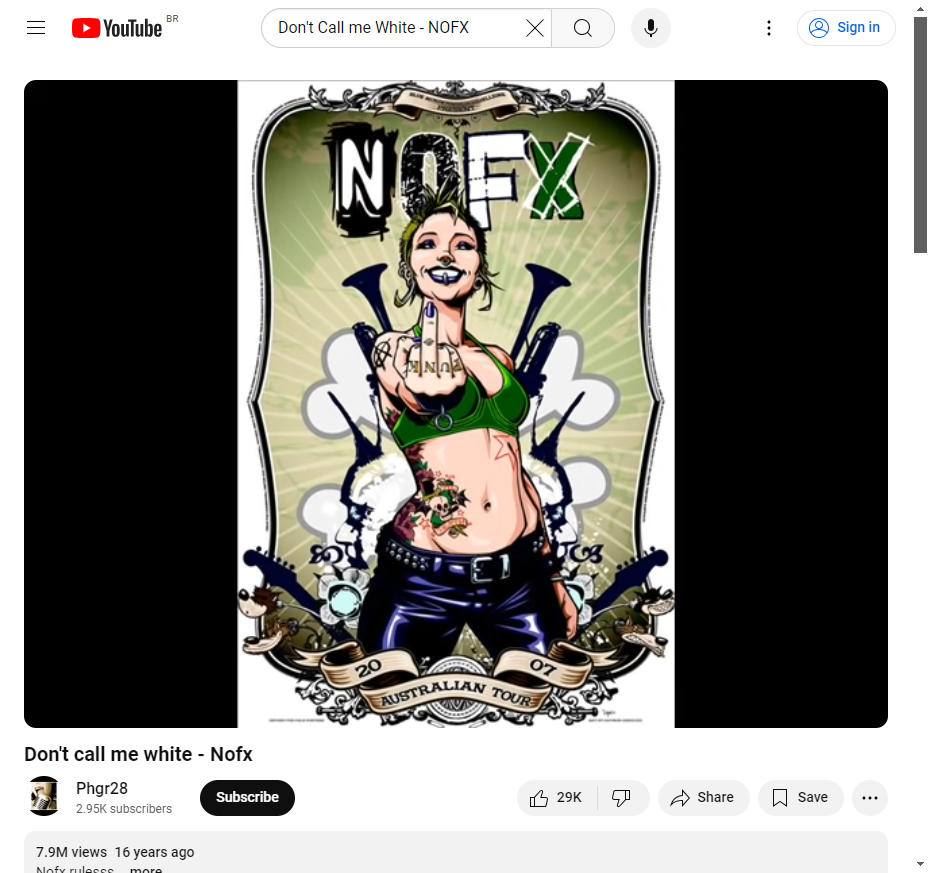 YouTube BR
Don't Call me White - NOFX
Sign in
PRESENT
NOFX
PUNK
20 07
AUSTRALIAN TOUR
Don't call me white - Nofx
Phgr28
2.95K subscribers
Subscribe
29K
Share
Save
7.9M views 16 years ago
Nofx rulesss ...more